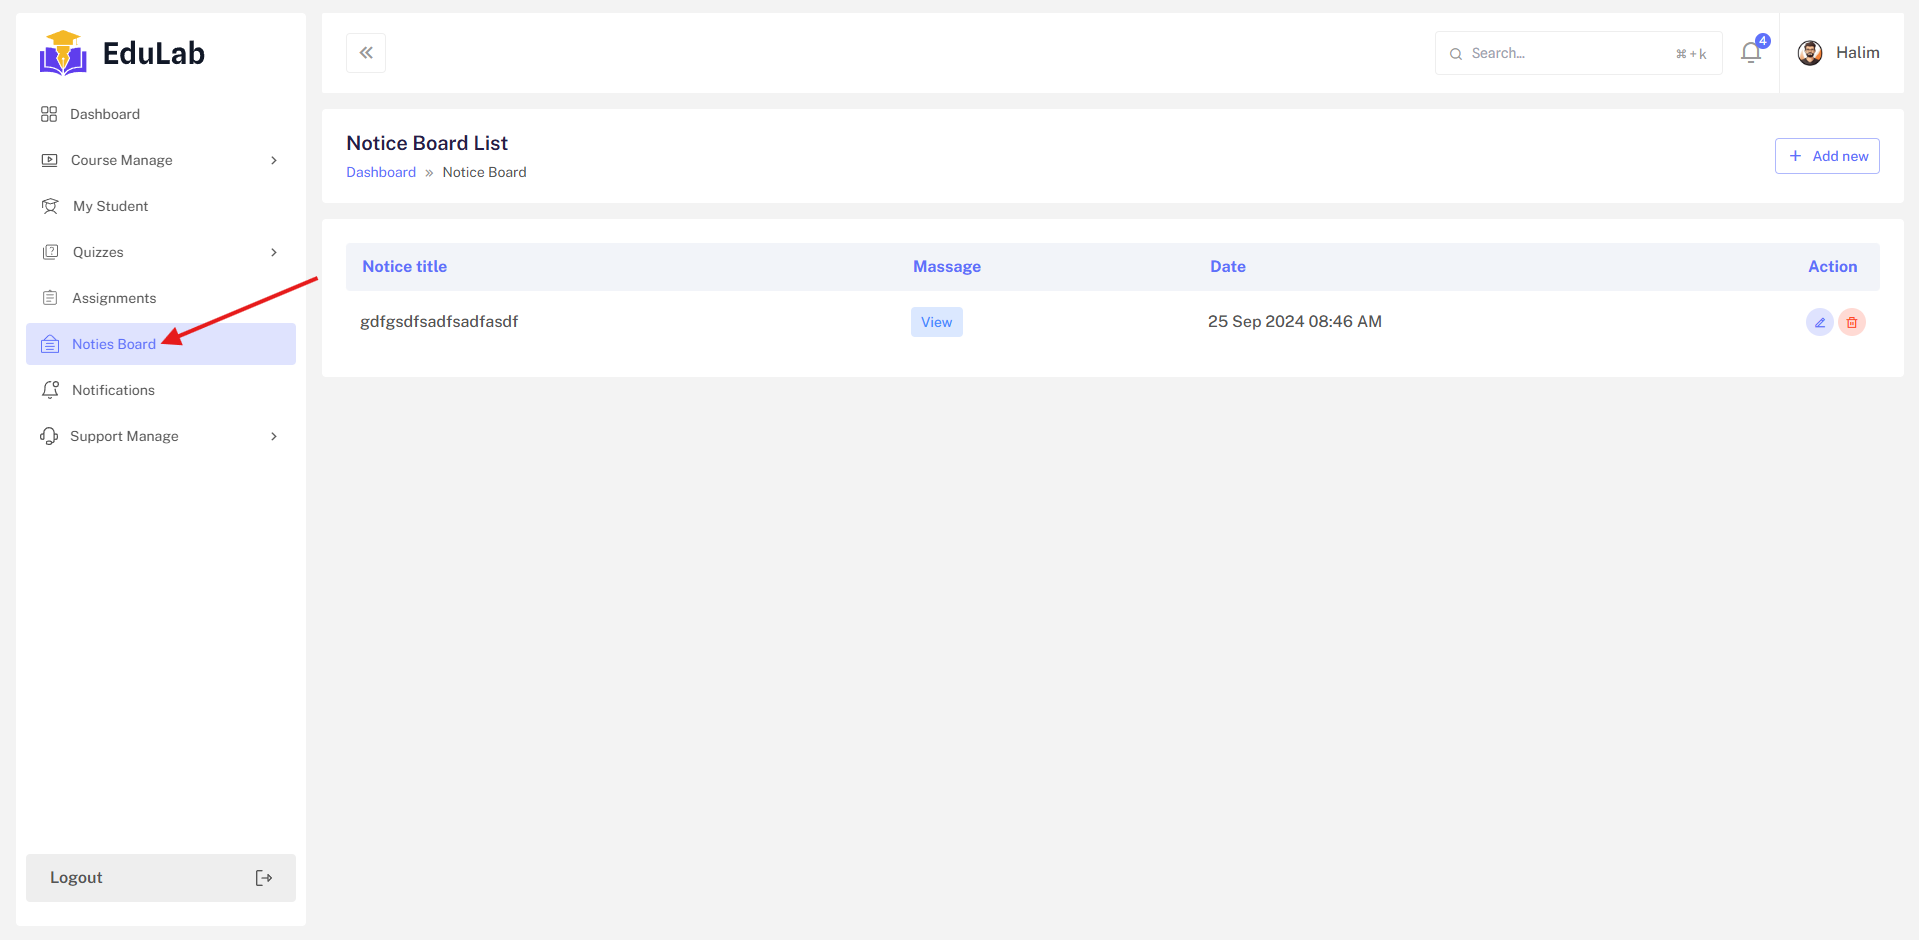 EduLab
Dashboard
Course Manage
My Student
Quizzes
Assignments
Noties Board
Notifications
Support Manage
Logout
Search...
⌘+k
4
Halim
Notice Board List
Dashboard » Notice Board
+ Add new
Notice title Massage Date Action
gdfgsdfsadfsadfasdf View 25 Sep 2024 08:46 AM